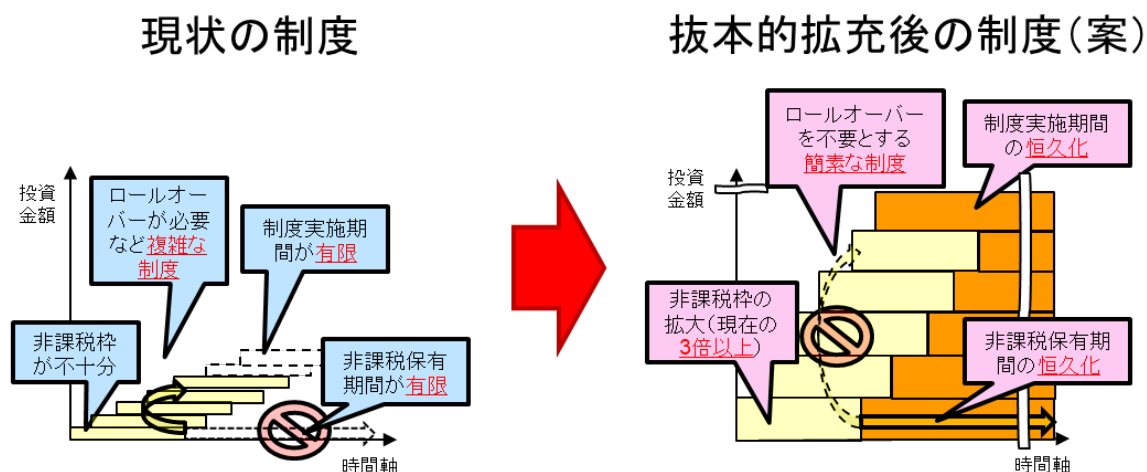 現状の制度
抜本的拡充後の制度(案)
投資
金額
ロールオー
バーが必要
など複雑な
制度
制度実施期
間が有限
非課税枠
が不十分
非課税保有
期間が有限
時間軸
投資
金額
ロールオーバー
を不要とする
簡素な制度
制度実施期間
の恒久化
非課税枠の
拡大(現在の
3倍以上)
非課税保有期
間の恒久化
時間軸